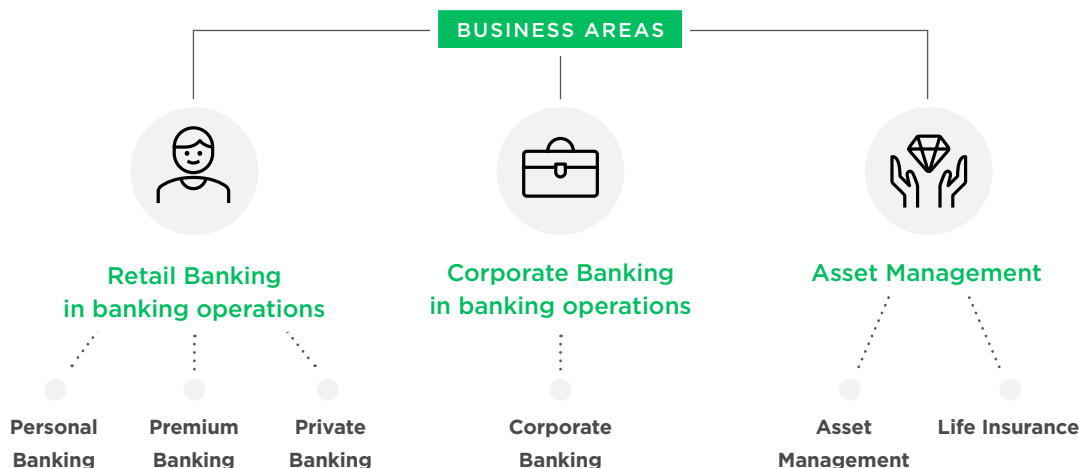 BUSINESS AREAS
Retail Banking
in banking operations
Corporate Banking
in banking operations
Asset Management
Personal
Banking
Premium
Banking
Private
Banking
Corporate
Banking
Asset
Management
Life Insurance